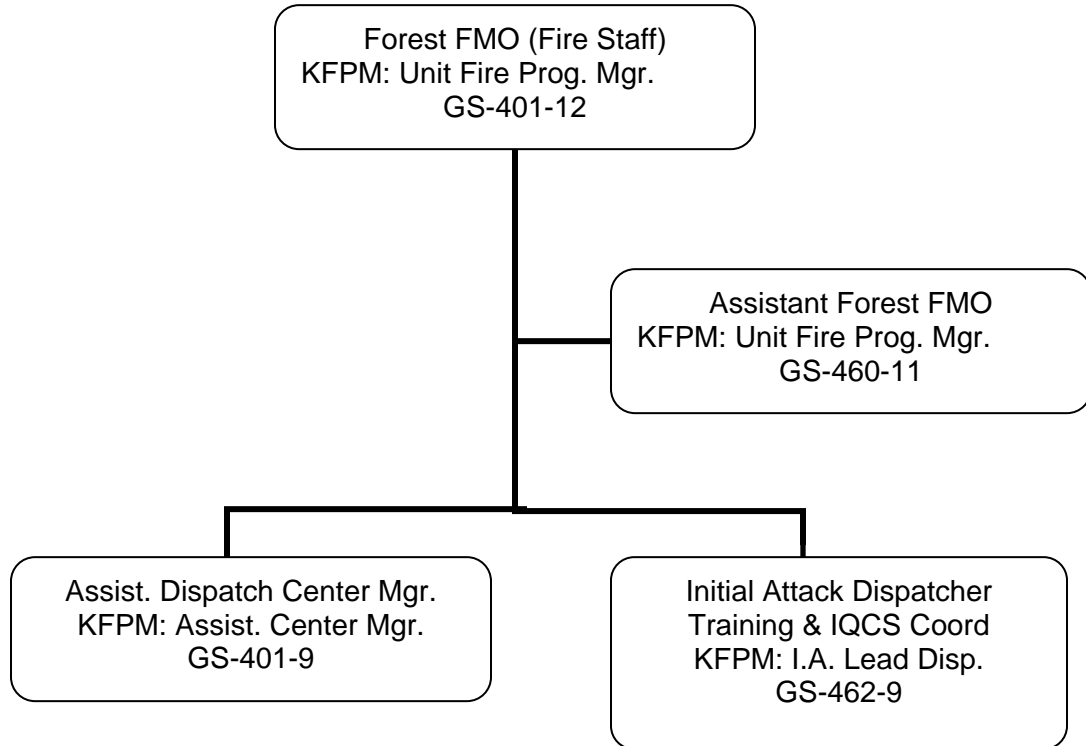 Forest FMO (Fire Staff)
KFPM: Unit Fire Prog. Mgr.
GS-401-12
Assistant Forest FMO
KFPM: Unit Fire Prog. Mgr.
GS-460-11
Assist. Dispatch Center Mgr.
KFPM: Assist. Center Mgr.
GS-401-9
Initial Attack Dispatcher
Training & IQCS Coord
KFPM: I.A. Lead Disp.
GS-462-9